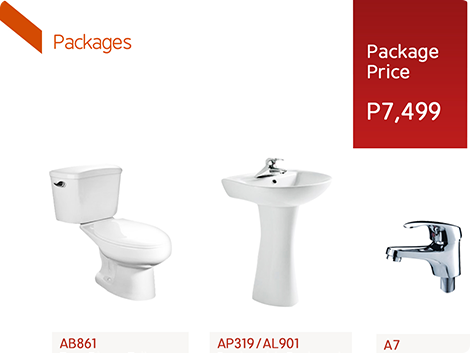 Packages
Package
Price
P7,499
AB861
AP319/AL901
A7